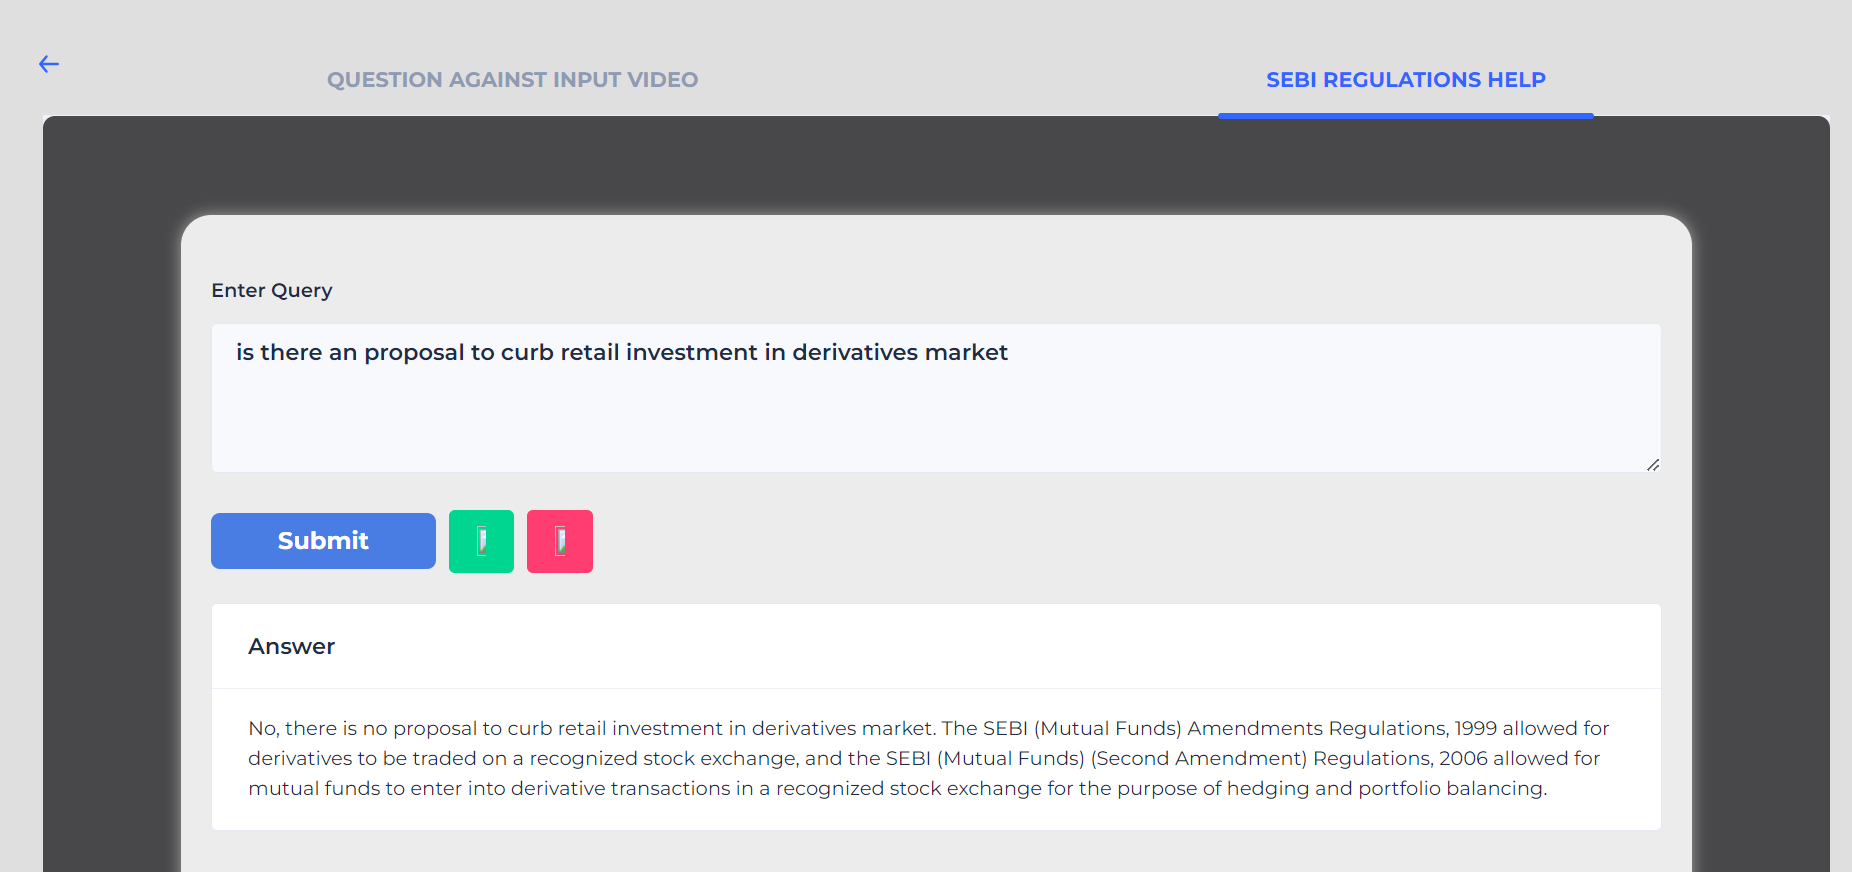 QUESTION AGAINST INPUT VIDEO
SEBI REGULATIONS HELP
Enter Query
is there an proposal to curb retail investment in derivatives market
Submit
Answer
No, there is no proposal to curb retail investment in derivatives market. The SEBI (Mutual Funds) Amendments Regulations, 1999 allowed for
derivatives to be traded on a recognized stock exchange, and the SEBI (Mutual Funds) (Second Amendment) Regulations, 2006 allowed for
mutual funds to enter into derivative transactions in a recognized stock exchange for the purpose of hedging and portfolio balancing.